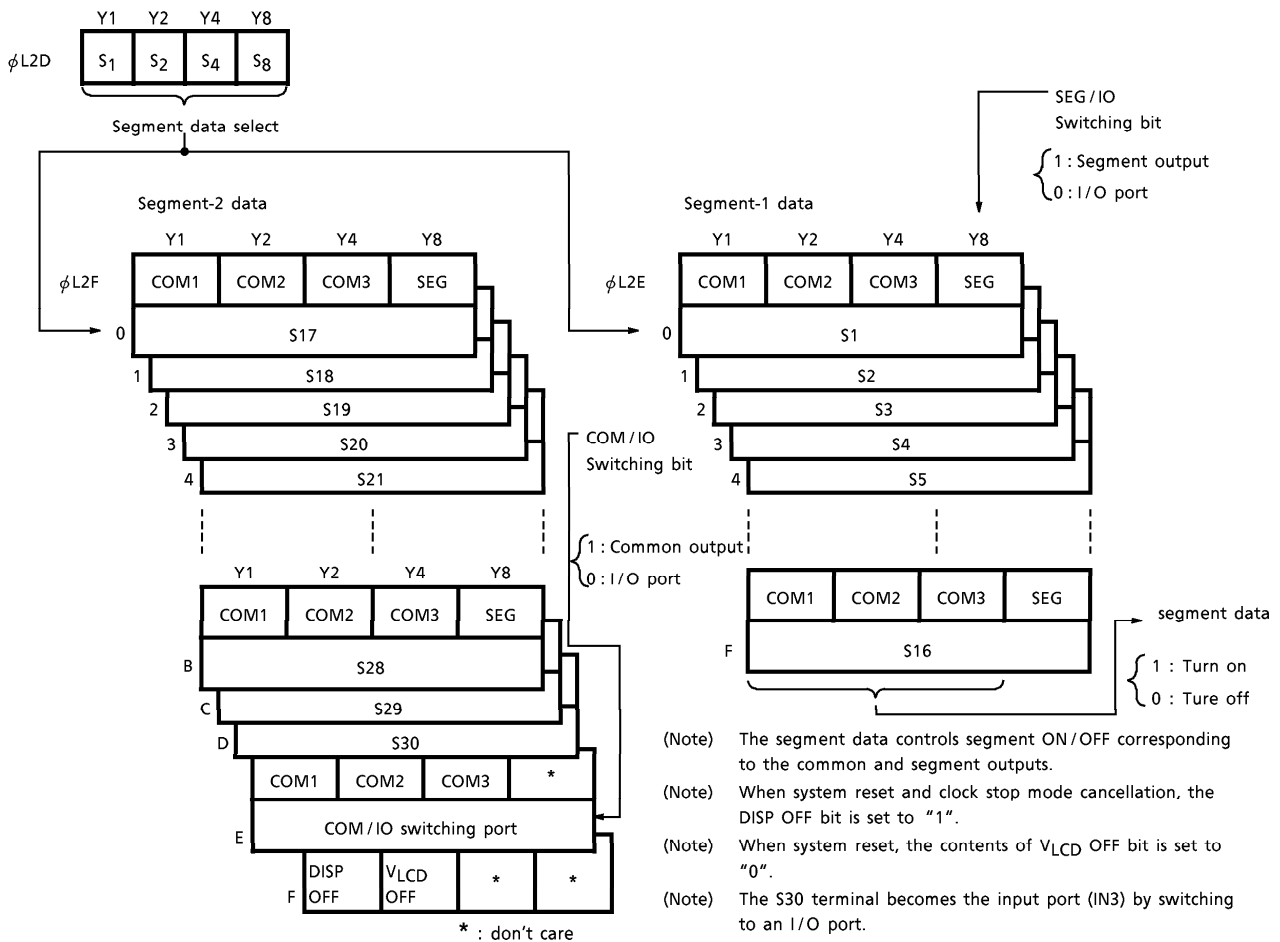 Y1 Y2 Y4 Y8
φL2D S1 S2 S4 S8
Segment data select
SEG/IO
Switching bit
1 : Segment output
0 : I/O port
Segment-2 data
Y1 Y2 Y4 Y8
φL2F COM1 COM2 COM3 SEG
0 S17
1 S18
2 S19
3 S20
4 S21
Segment-1 data
Y1 Y2 Y4 Y8
φL2E COM1 COM2 COM3 SEG
0 S1
1 S2
2 S3
3 S4
4 S5
COM/IO
Switching bit
1 : Common output
0 : I/O port
Y1 Y2 Y4 Y8
COM1 COM2 COM3 SEG
B S28
C S29
D S30
COM1 COM2 COM3 *
E COM/IO switching port
F DISP OFF VLCD OFF * *
* : don't care
COM1 COM2 COM3 SEG
F S16
segment data
1 : Turn on
0 : Ture off
(Note) The segment data controls segment ON/OFF corresponding
to the common and segment outputs.
(Note) When system reset and clock stop mode cancellation, the
DISP OFF bit is set to "1".
(Note) When system reset, the contents of VLCD OFF bit is set to
"0".
(Note) The S30 terminal becomes the input port (IN3) by switching
to an I/O port.